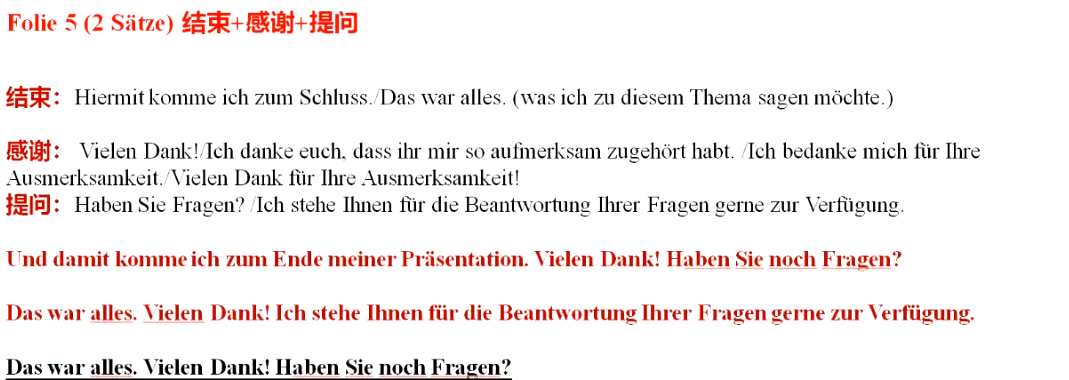 Folie 5 (2 Sätze) 结束+感谢+提问
结束：Hiermit komme ich zum Schluss./Das war alles. (was ich zu diesem Thema sagen möchte.)
感谢： Vielen Dank!/Ich danke euch, dass ihr mir so aufmerksam zugehört habt. /Ich bedanke mich für Ihre
Ausmerksamkeit./Vielen Dank für Ihre Ausmerksamkeit!
提问：Haben Sie Fragen? /Ich stehe Ihnen für die Beantwortung Ihrer Fragen gerne zur Verfügung.
Und damit komme ich zum Ende meiner Präsentation. Vielen Dank! Haben Sie noch Fragen?
Das war alles. Vielen Dank! Ich stehe Ihnen für die Beantwortung Ihrer Fragen gerne zur Verfügung.
Das war alles. Vielen Dank! Haben Sie noch Fragen?